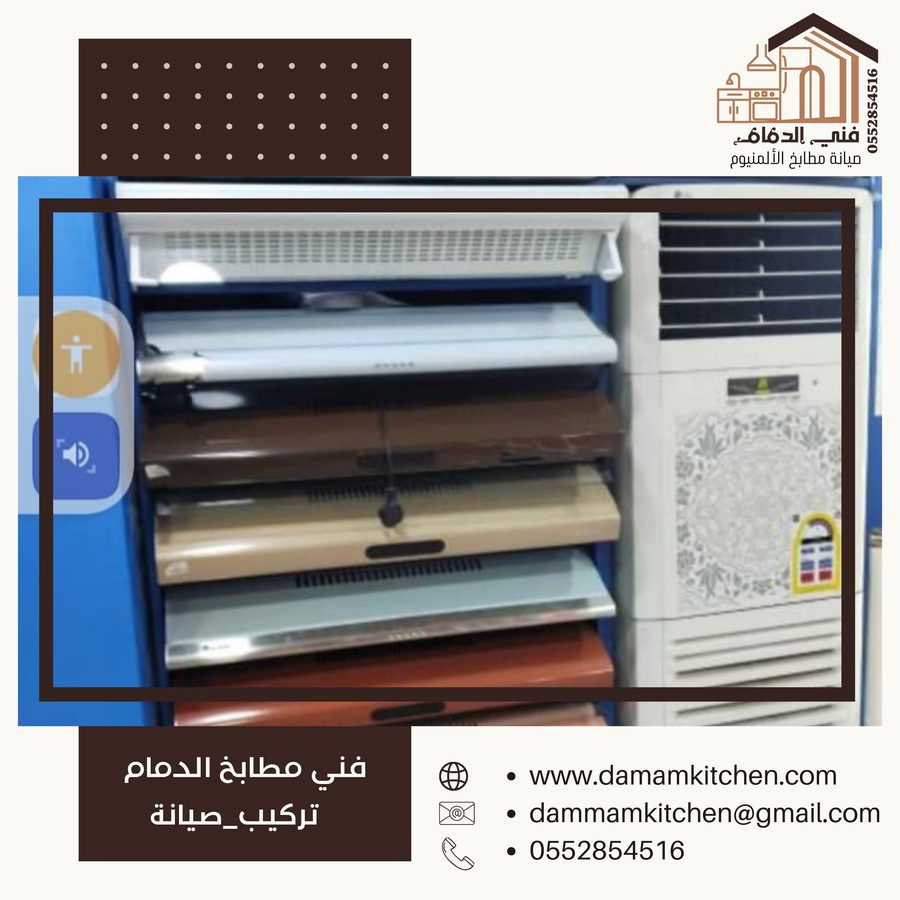 فني الدمام
صيانة مطابخ الألمنيوم
0552854516
فني مطابخ الدمام
تركيب_صيانة
www.damamkitchen.com
dammamkitchen@gmail.com
0552854516